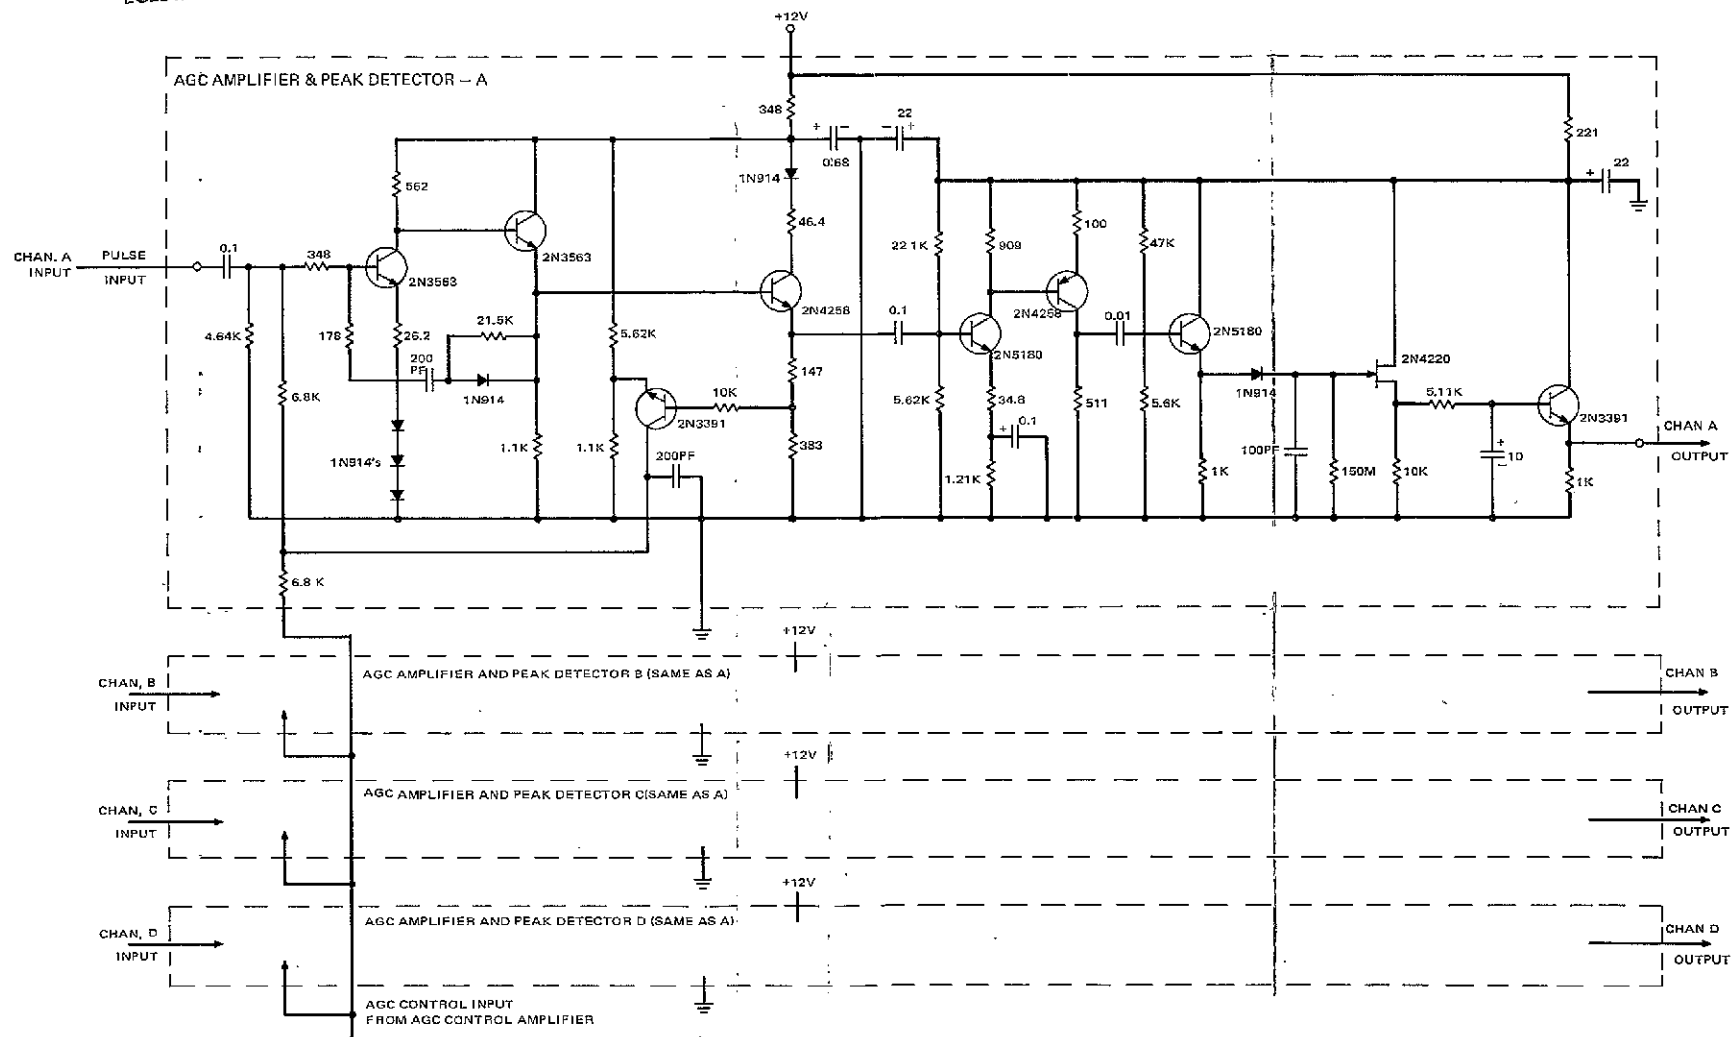 +12V
AGC AMPLIFIER & PEAK DETECTOR – A
348
+ –
0.68
22
– +
221
22
+
562
1N914
46.4
22 1K
909
100
47K
CHAN. A
INPUT
PULSE
INPUT
0.1
348
2N3563
2N3563
2N4258
2N4258
4.64K
178
26.2
21.5K
200
PF
1N914
5.62K
0.1
2N5180
0.01
2N5180
2N4220
6.8K
10K
147
5.62K
34.8
511
5.6K
1N914
5.11K
2N3391
2N3391
CHAN A
OUTPUT
1N914's
1.1K
1.1K
200PF
383
+ 0.1
1.21K
1K
100PF
150M
10K
+
10
–
1K
6.8 K
+12V
CHAN, B
INPUT
AGC AMPLIFIER AND PEAK DETECTOR B (SAME AS A)
CHAN B
OUTPUT
+12V
CHAN, C
INPUT
AGC AMPLIFIER AND PEAK DETECTOR C(SAME AS A)
CHAN C
OUTPUT
+12V
CHAN, D
INPUT
AGC AMPLIFIER AND PEAK DETECTOR D (SAME AS A)
CHAN D
OUTPUT
AGC CONTROL INPUT
FROM AGC CONTROL AMPLIFIER